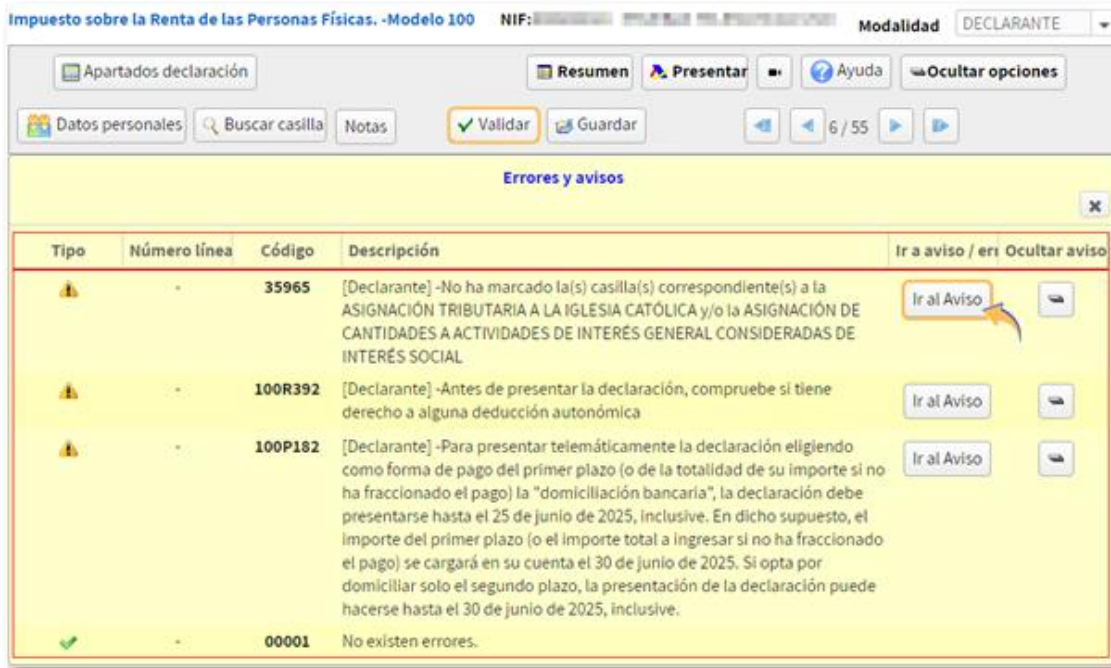 Impuesto sobre la Renta de las Personas Físicas. -Modelo 100 NIF: Modalidad DECLARANTE
Apartados declaración Resumen Presentar Ayuda Ocultar opciones
Datos personales Buscar casilla Notas Validar Guardar 6 / 55
Errores y avisos
Tipo Número línea Código Descripción Ir a aviso / err Ocultar aviso
- 35965 [Declarante] -No ha marcado la(s) casilla(s) correspondiente(s) a la Ir al Aviso
ASIGNACIÓN TRIBUTARIA A LA IGLESIA CATÓLICA y/o la ASIGNACIÓN DE
CANTIDADES A ACTIVIDADES DE INTERÉS GENERAL CONSIDERADAS DE
INTERÉS SOCIAL
- 100R392 [Declarante] -Antes de presentar la declaración, compruebe si tiene Ir al Aviso
derecho a alguna deducción autonómica
- 100P182 [Declarante] -Para presentar telemáticamente la declaración eligiendo Ir al Aviso
como forma de pago del primer plazo (o de la totalidad de su importe si no
ha fraccionado el pago) la "domiciliación bancaria", la declaración debe
presentarse hasta el 25 de junio de 2025, inclusive. En dicho supuesto, el
importe del primer plazo (o el importe total a ingresar si no ha fraccionado
el pago) se cargará en su cuenta el 30 de junio de 2025. Si opta por
domiciliar solo el segundo plazo, la presentación de la declaración puede
hacerse hasta el 30 de junio de 2025, inclusive.
- 00001 No existen errores.